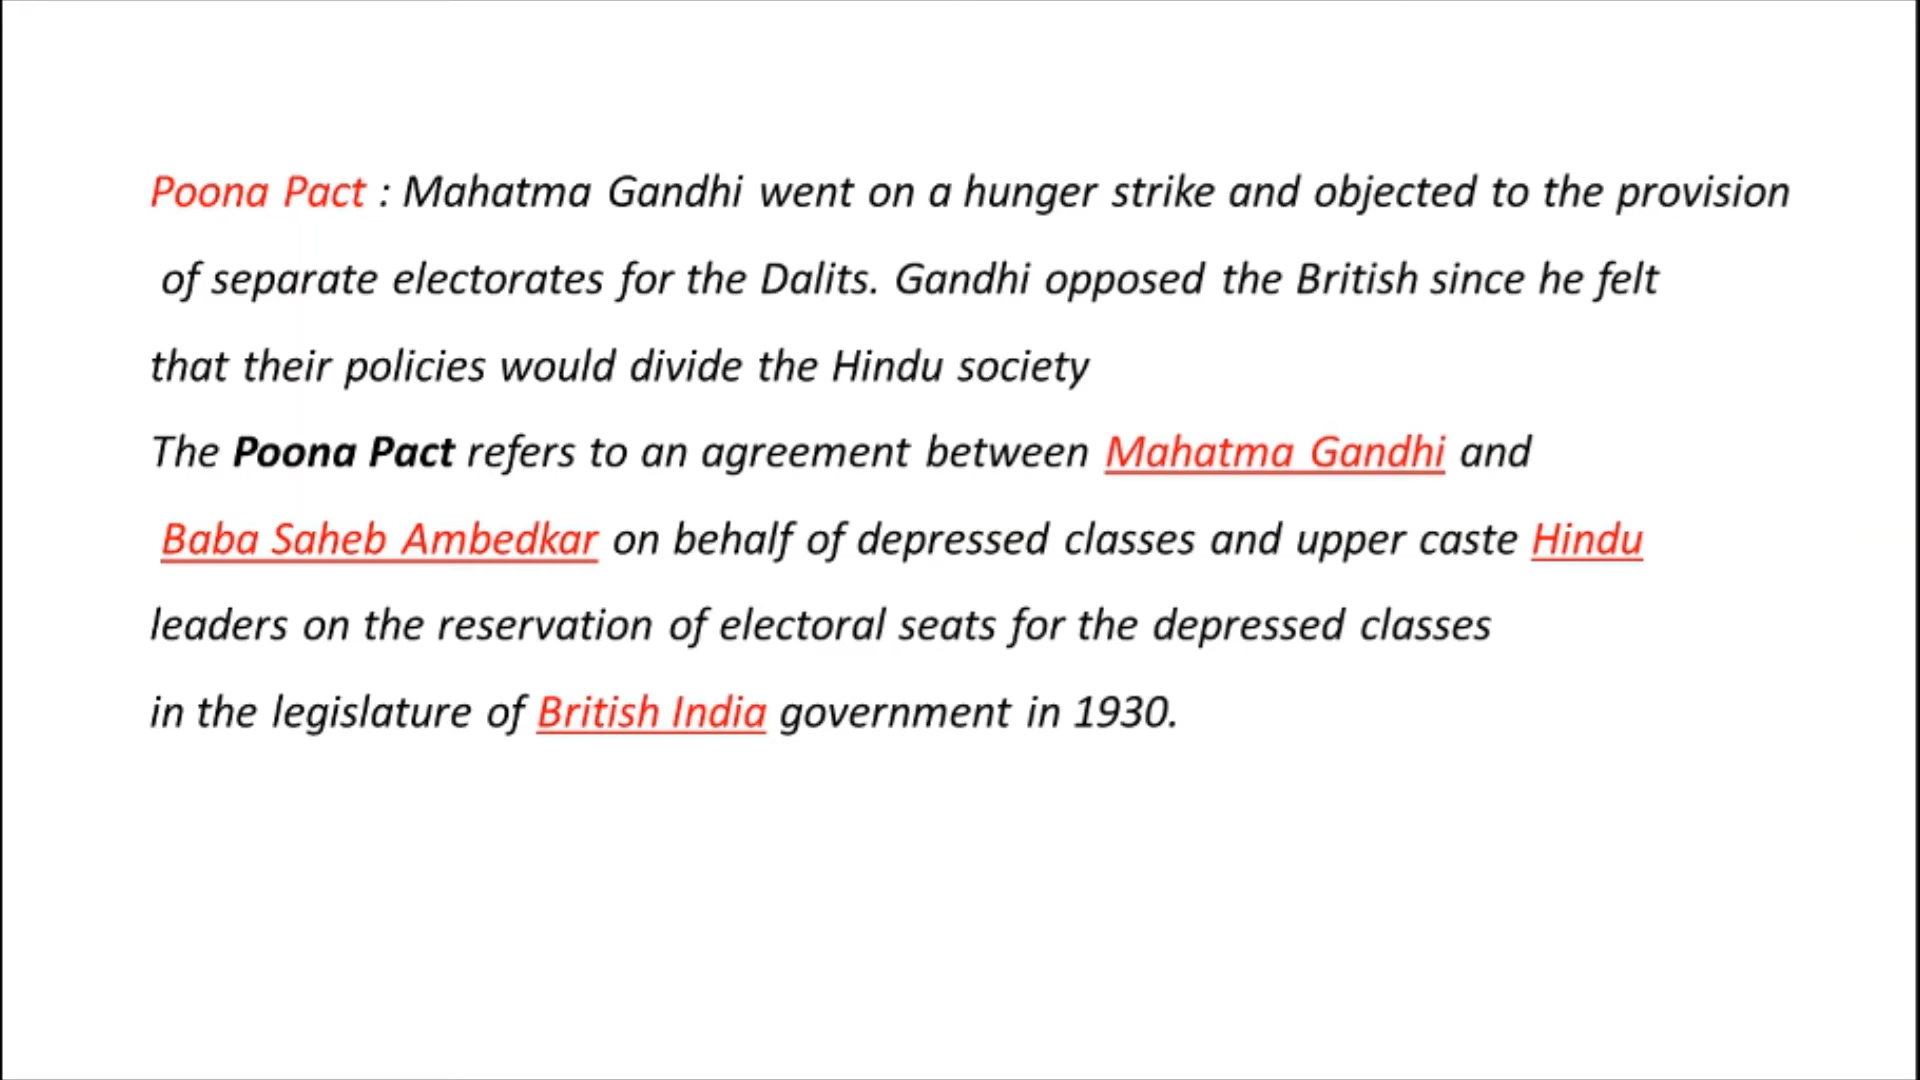 Poona Pact : Mahatma Gandhi went on a hunger strike and objected to the provision
of separate electorates for the Dalits. Gandhi opposed the British since he felt
that their policies would divide the Hindu society
The Poona Pact refers to an agreement between Mahatma Gandhi and
Baba Saheb Ambedkar on behalf of depressed classes and upper caste Hindu
leaders on the reservation of electoral seats for the depressed classes
in the legislature of British India government in 1930.